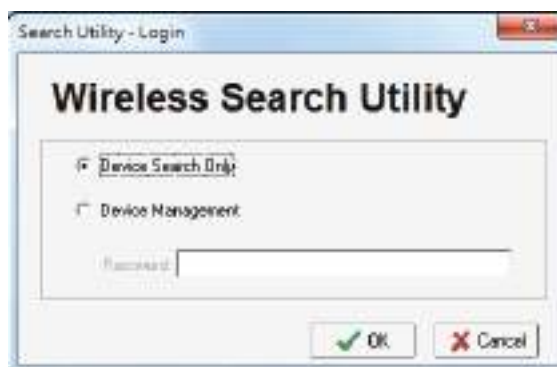 Search Utility - Login
Wireless Search Utility
Device Search Only
Device Management
Password
OK
Cancel